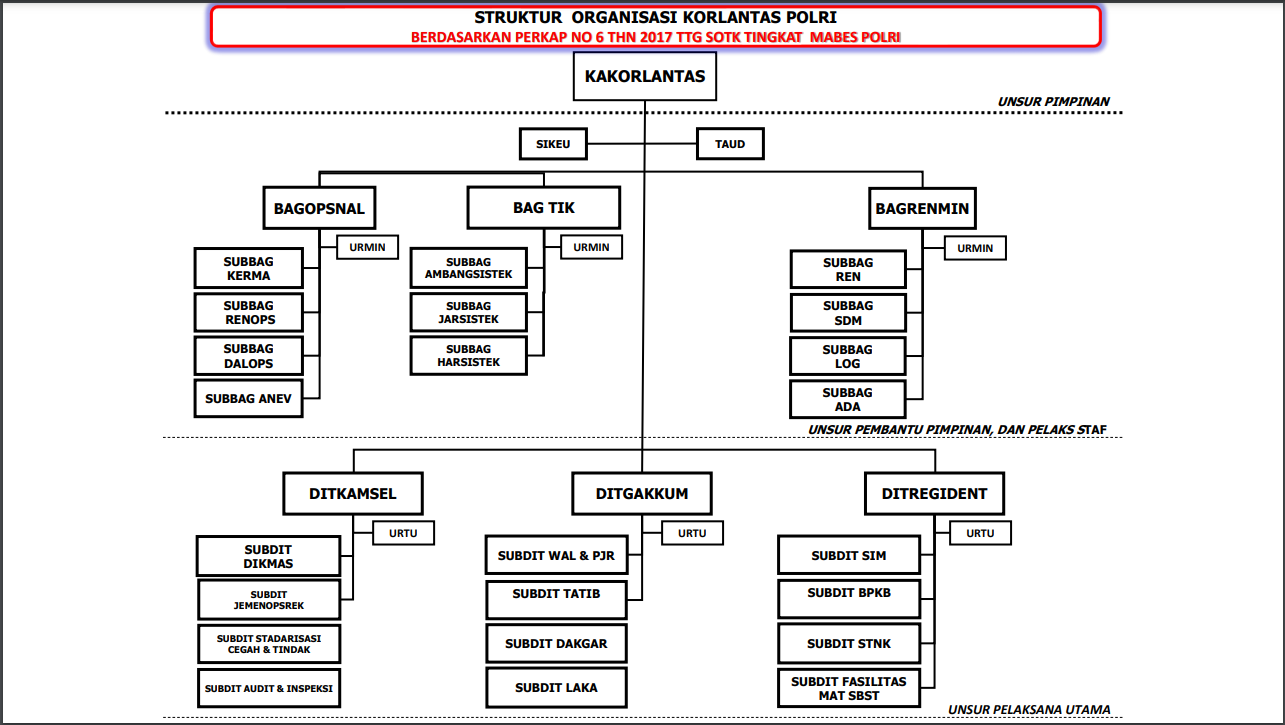 STRUKTUR ORGANISASI KORLANTAS POLRI
BERDASARKAN PERKAP NO 6 THN 2017 TTG SOTK TINGKAT MABES POLRI
KAKORLANTAS
UNSUR PIMPINAN
SIKEU
TAUD
BAGOPSNAL
BAG TIK
BAGRENMIN
URMIN
URMIN
URMIN
SUBBAG
KERMA
SUBBAG
RENOPS
SUBBAG
DALOPS
SUBBAG ANEV
SUBBAG
AMBANGSISTEK
SUBBAG
JARSISTEK
SUBBAG
HARSISTEK
SUBBAG
REN
SUBBAG
SDM
SUBBAG
LOG
SUBBAG
ADA
UNSUR PEMBANTU PIMPINAN, DAN PELAKS STAF
DITKAMSEL
DITGAKKUM
DITREGIDENT
URTU
URTU
URTU
SUBDIT
DIKMAS
SUBDIT
JEMENOPSREK
SUBDIT STADARISASI
CEGAH & TINDAK
SUBDIT AUDIT & INSPEKSI
SUBDIT WAL & PJR
SUBDIT TATIB
SUBDIT DAKGAR
SUBDIT LAKA
SUBDIT SIM
SUBDIT BPKB
SUBDIT STNK
SUBDIT FASILITAS
MAT SBST
UNSUR PELAKSANA UTAMA